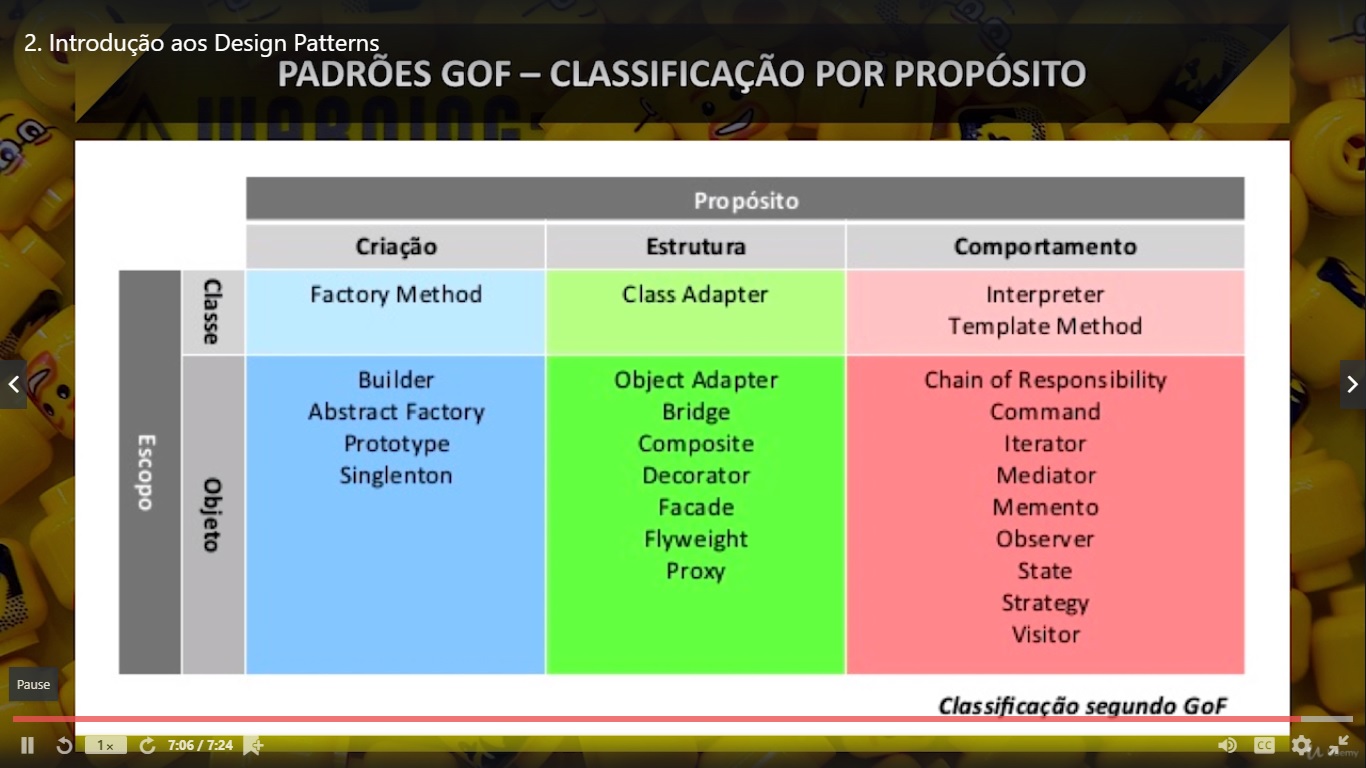 2. Introdução aos Design Patterns
PADRÕES GOF – CLASSIFICAÇÃO POR PROPÓSITO
WARNING
Propósito
Criação
Estrutura
Comportamento
Escopo
Classe
Factory Method
Class Adapter
Interpreter
Template Method
Objeto
Builder
Abstract Factory
Prototype
Singlenton
Object Adapter
Bridge
Composite
Decorator
Facade
Flyweight
Proxy
Chain of Responsibility
Command
Iterator
Mediator
Memento
Observer
State
Strategy
Visitor
Classificação segundo GoF
Pause
1x
7:06 / 7:24
CC